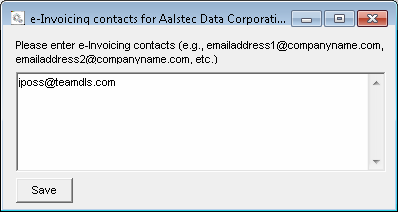 e-Invoicing contacts for Aalstec Data Corporati...
Please enter e-Invoicing contacts (e.g., emailaddress1@companyname.com,
emailaddress2@companyname.com, etc.)
jposs@teamdls.com
Save